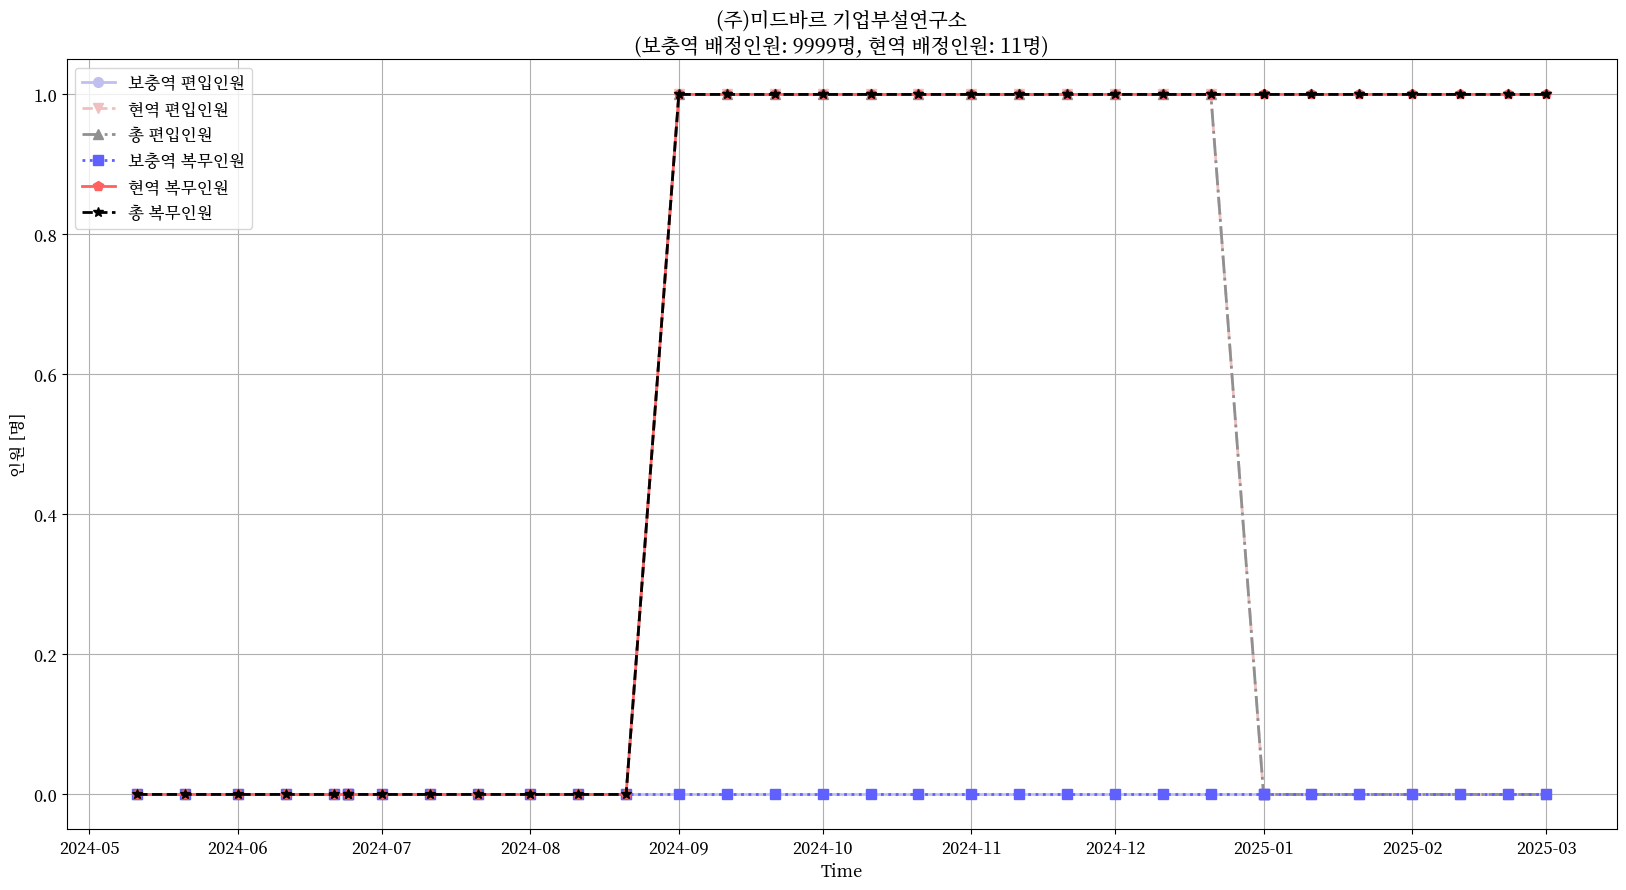 (주)미드바르 기업부설연구소
(보충역 배정인원: 9999명, 현역 배정인원: 11명)
보충역 편입인원
현역 편입인원
총 편입인원
보충역 복무인원
현역 복무인원
총 복무인원
1.0
0.8
0.6
0.4
0.2
0.0
인원 [명]
2024-05
2024-06
2024-07
2024-08
2024-09
2024-10
2024-11
2024-12
2025-01
2025-02
2025-03
Time